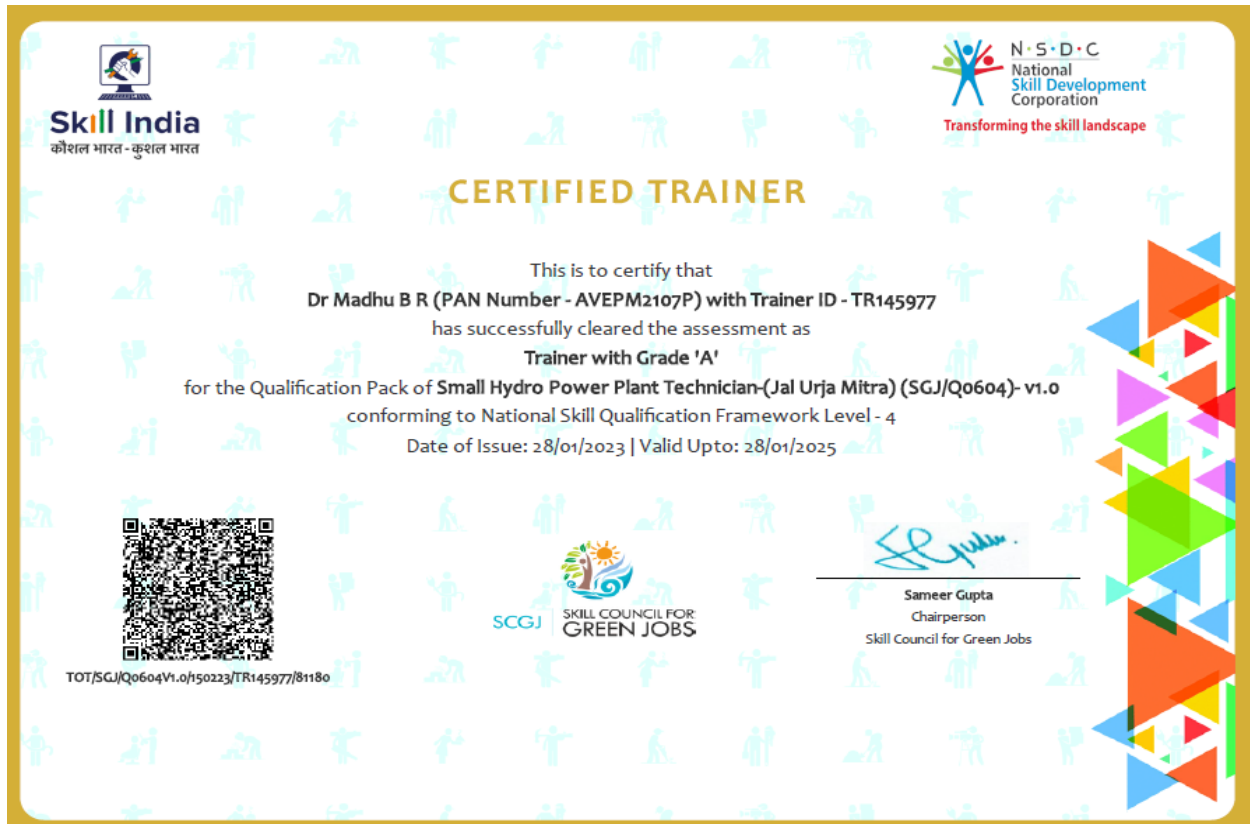 Skill India
कौशल भारत - कुशल भारत
N·S·D·C
National
Skill Development
Corporation
Transforming the skill landscape
CERTIFIED TRAINER
This is to certify that
Dr Madhu B R (PAN Number - AVEPM2107P) with Trainer ID - TR145977
has successfully cleared the assessment as
Trainer with Grade 'A'
for the Qualification Pack of Small Hydro Power Plant Technician-(Jal Urja Mitra) (SGJ/Q0604)- v1.0
conforming to National Skill Qualification Framework Level - 4
Date of Issue: 28/01/2023 | Valid Upto: 28/01/2025
TOT/SGJ/Q0604V1.0/150223/TR145977/81180
SCGJ
SKILL COUNCIL FOR
GREEN JOBS
Sameer Gupta
Chairperson
Skill Council for Green Jobs